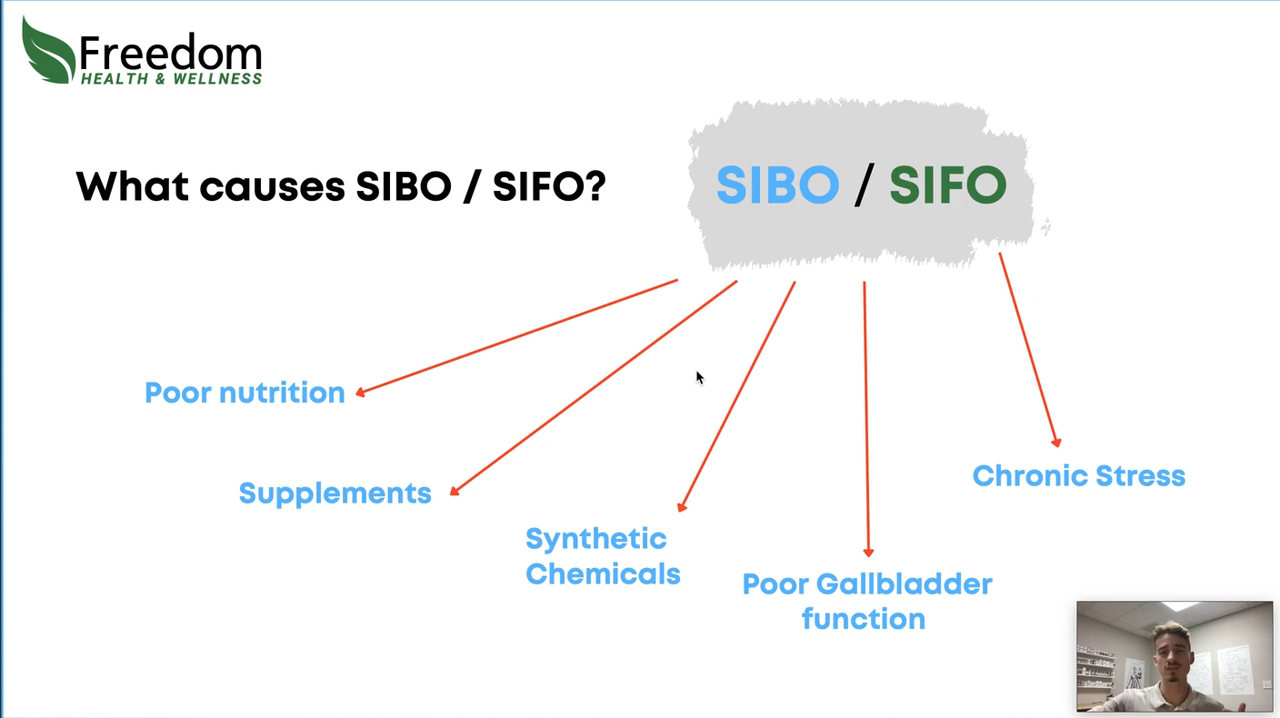 Freedom
HEALTH & WELLNESS
What causes SIBO / SIFO?
SIBO / SIFO
Poor nutrition
Supplements
Synthetic
Chemicals
Poor Gallbladder
function
Chronic Stress